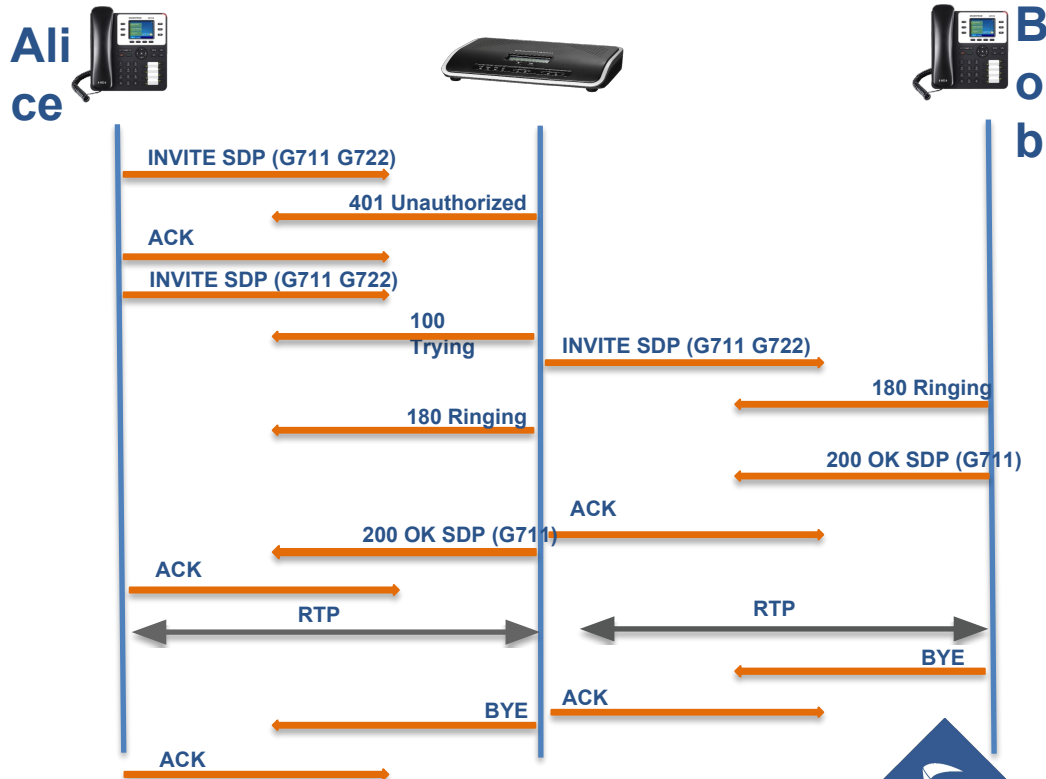 Ali
ce
B
o
b
INVITE SDP (G711 G722)
401 Unauthorized
ACK
INVITE SDP (G711 G722)
100
Trying
INVITE SDP (G711 G722)
180 Ringing
180 Ringing
200 OK SDP (G711)
ACK
200 OK SDP (G711)
ACK
RTP
RTP
BYE
ACK
BYE
ACK